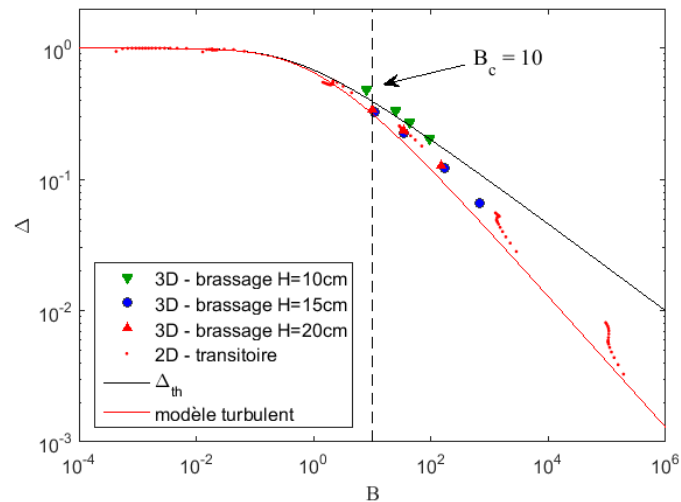 10^0
10^-1
10^-2
10^-3
Δ
B_c = 10
3D - brassage H=10cm
3D - brassage H=15cm
3D - brassage H=20cm
2D - transitoire
Δ_th
modèle turbulent
10^-4
10^-2
10^0
10^2
10^4
10^6
B